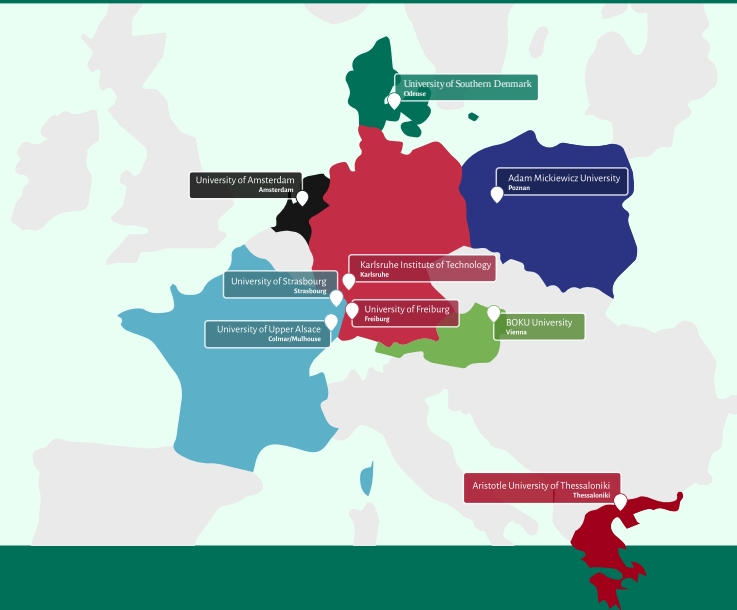 University of Southern Denmark
Odense
University of Amsterdam
Amsterdam
Adam Mickiewicz University
Poznan
Karlsruhe Institute of Technology
Karlsruhe
University of Strasbourg
Strasbourg
University of Freiburg
Freiburg
University of Upper Alsace
Colmar/Mulhouse
BOKU University
Vienna
Aristotle University of Thessaloniki
Thessaloniki